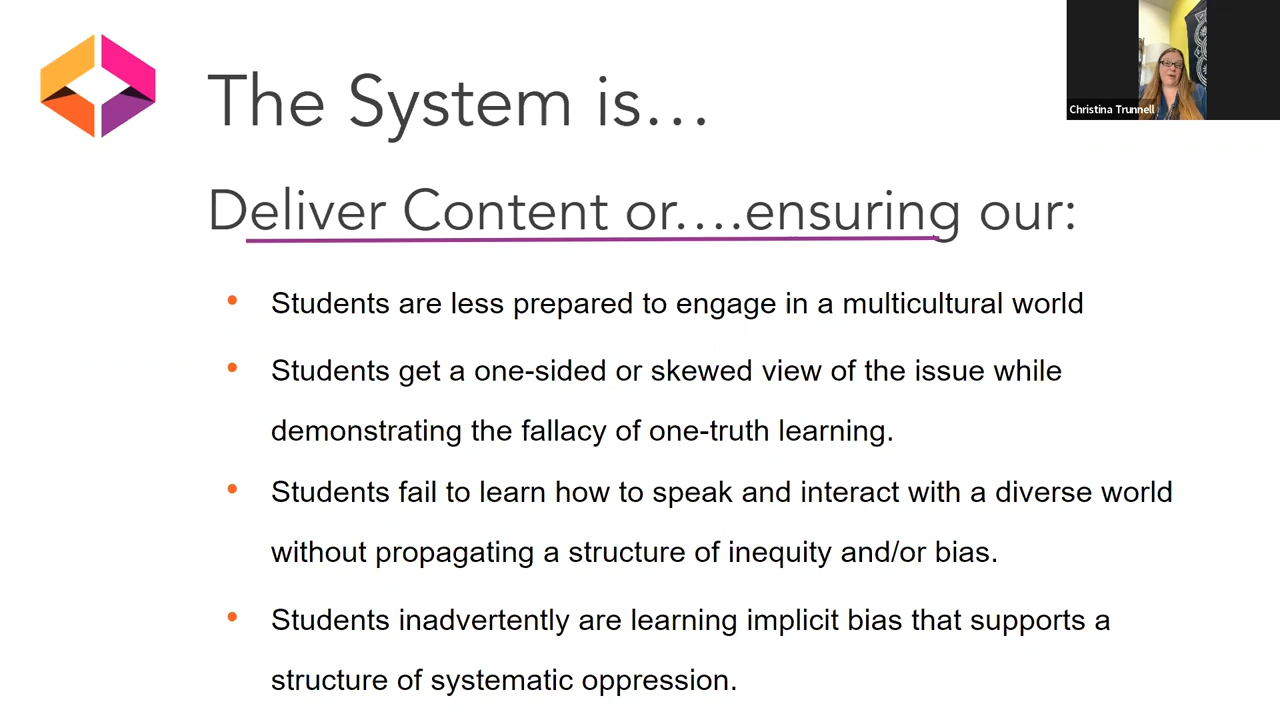 The System is…
Christina Trunnell
Deliver Content or….ensuring our:
• Students are less prepared to engage in a multicultural world
• Students get a one-sided or skewed view of the issue while
demonstrating the fallacy of one-truth learning.
• Students fail to learn how to speak and interact with a diverse world
without propagating a structure of inequity and/or bias.
• Students inadvertently are learning implicit bias that supports a
structure of systematic oppression.